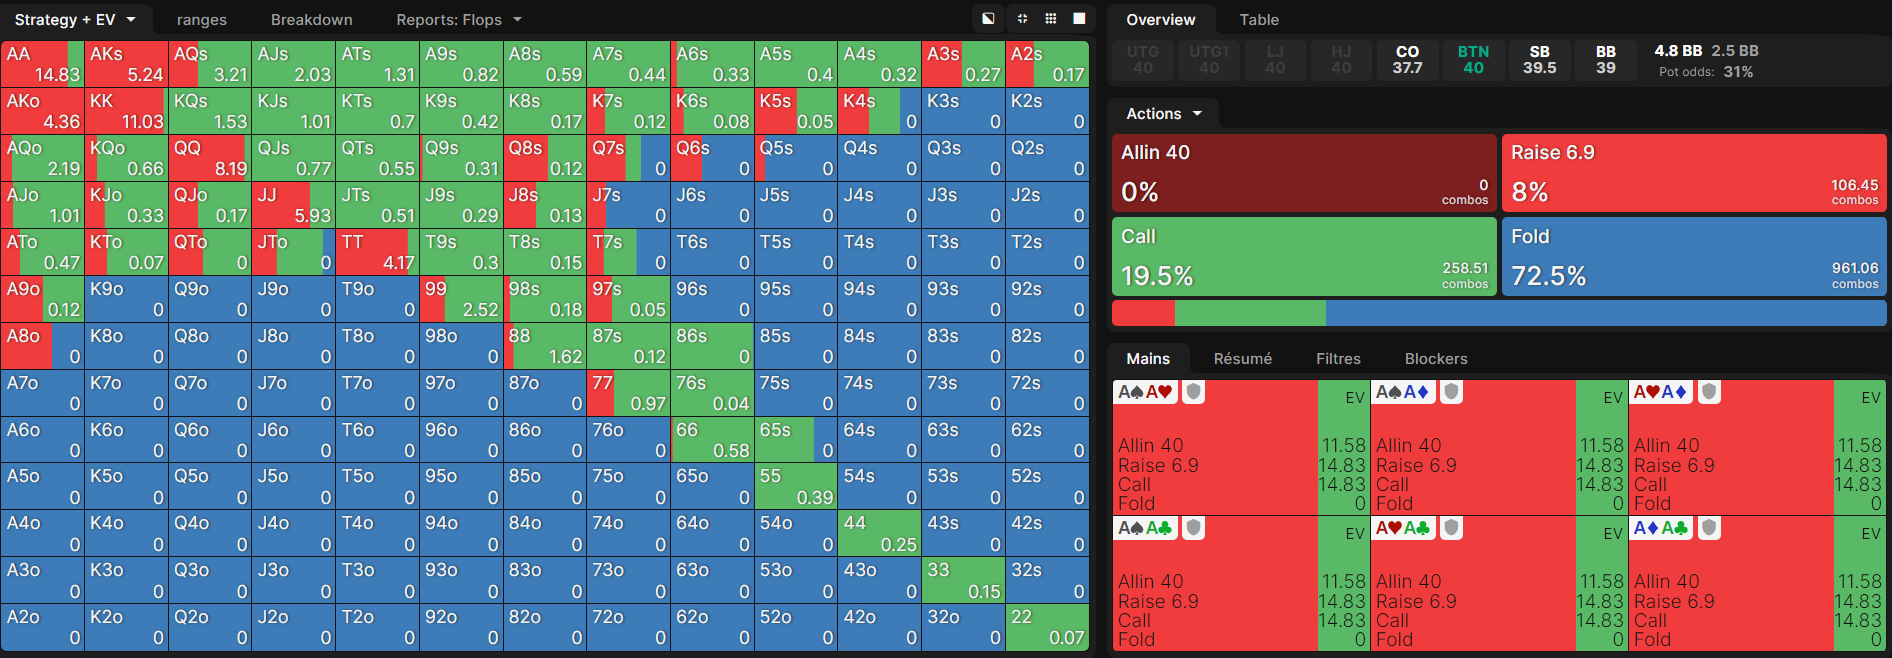 Strategy + EV ranges Breakdown Reports: Flops
AA AKs AQs AJs ATs A9s A8s A7s A6s A5s A4s A3s A2s
14.83 5.24 3.21 2.03 1.31 0.82 0.59 0.44 0.33 0.4 0.32 0.27 0.17
AKo KK KQs KJs KTs K9s K8s K7s K6s K5s K4s K3s K2s
4.36 11.03 1.53 1.01 0.7 0.42 0.17 0.12 0.08 0.05 0 0 0
AQo KQo QQ QJs QTs Q9s Q8s Q7s Q6s Q5s Q4s Q3s Q2s
2.19 0.66 8.19 0.77 0.55 0.31 0.12 0 0 0 0 0 0
AJo KJo QJo JJ JTs J9s J8s J7s J6s J5s J4s J3s J2s
1.01 0.33 0.17 5.93 0.51 0.29 0.13 0 0 0 0 0 0
ATo KTo QTo JTo TT T9s T8s T7s T6s T5s T4s T3s T2s
0.47 0.07 0 0 4.17 0.3 0.15 0 0 0 0 0 0
A9o K9o Q9o J9o T9o 99 98s 97s 96s 95s 94s 93s 92s
0.12 0 0 0 0 2.52 0.18 0.05 0 0 0 0 0
A8o K8o Q8o J8o T8o 98o 88 87s 86s 85s 84s 83s 82s
0 0 0 0 0 0 1.62 0.12 0 0 0 0 0
A7o K7o Q7o J7o T7o 97o 87o 77 76s 75s 74s 73s 72s
0 0 0 0 0 0 0 0.97 0.04 0 0 0 0
A6o K6o Q6o J6o T6o 96o 86o 76o 66 65s 64s 63s 62s
0 0 0 0 0 0 0 0 0.58 0 0 0 0
A5o K5o Q5o J5o T5o 95o 85o 75o 65o 55 54s 53s 52s
0 0 0 0 0 0 0 0 0 0.39 0 0 0
A4o K4o Q4o J4o T4o 94o 84o 74o 64o 54o 44 43s 42s
0 0 0 0 0 0 0 0 0 0 0.25 0 0
A3o K3o Q3o J3o T3o 93o 83o 73o 63o 53o 43o 33 32s
0 0 0 0 0 0 0 0 0 0 0 0.15 0
A2o K2o Q2o J2o T2o 92o 82o 72o 62o 52o 42o 32o 22
0 0 0 0 0 0 0 0 0 0 0 0 0.07
Overview Table
UTG UTG1 LJ HJ CO BTN SB BB 4.8 BB 2.5 BB
40 40 40 40 37.7 40 39.5 39 Pot odds: 31%
Actions
Allin 40 Raise 6.9
0% 0 combos 8% 106.45 combos
Call Fold
19.5% 258.51 combos 72.5% 961.06 combos
Mains Résumé Filtres Blockers
A♠A♥ EV A♠A♦ EV A♥A♦ EV
Allin 40 11.58 Allin 40 11.58 Allin 40 11.58
Raise 6.9 14.83 Raise 6.9 14.83 Raise 6.9 14.83
Call 14.83 Call 14.83 Call 14.83
Fold 0 Fold 0 Fold 0
A♠A♣ EV A♥A♣ EV A♦A♣ EV
Allin 40 11.58 Allin 40 11.58 Allin 40 11.58
Raise 6.9 14.83 Raise 6.9 14.83 Raise 6.9 14.83
Call 14.83 Call 14.83 Call 14.83
Fold 0 Fold 0 Fold 0